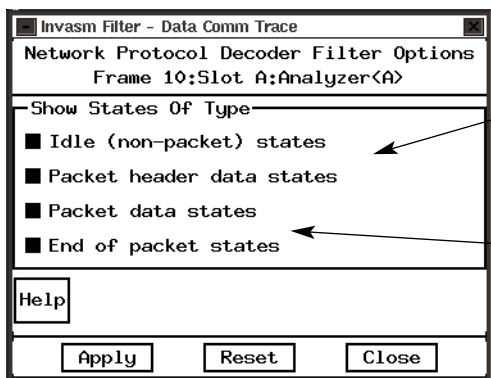 Invasm Filter - Data Comm Trace
Network Protocol Decoder Filter Options
Frame 10:Slot A:Analyzer<A>
Show States Of Type
Idle (non-packet) states
Packet header data states
Packet data states
End of packet states
Help
Apply Reset Close